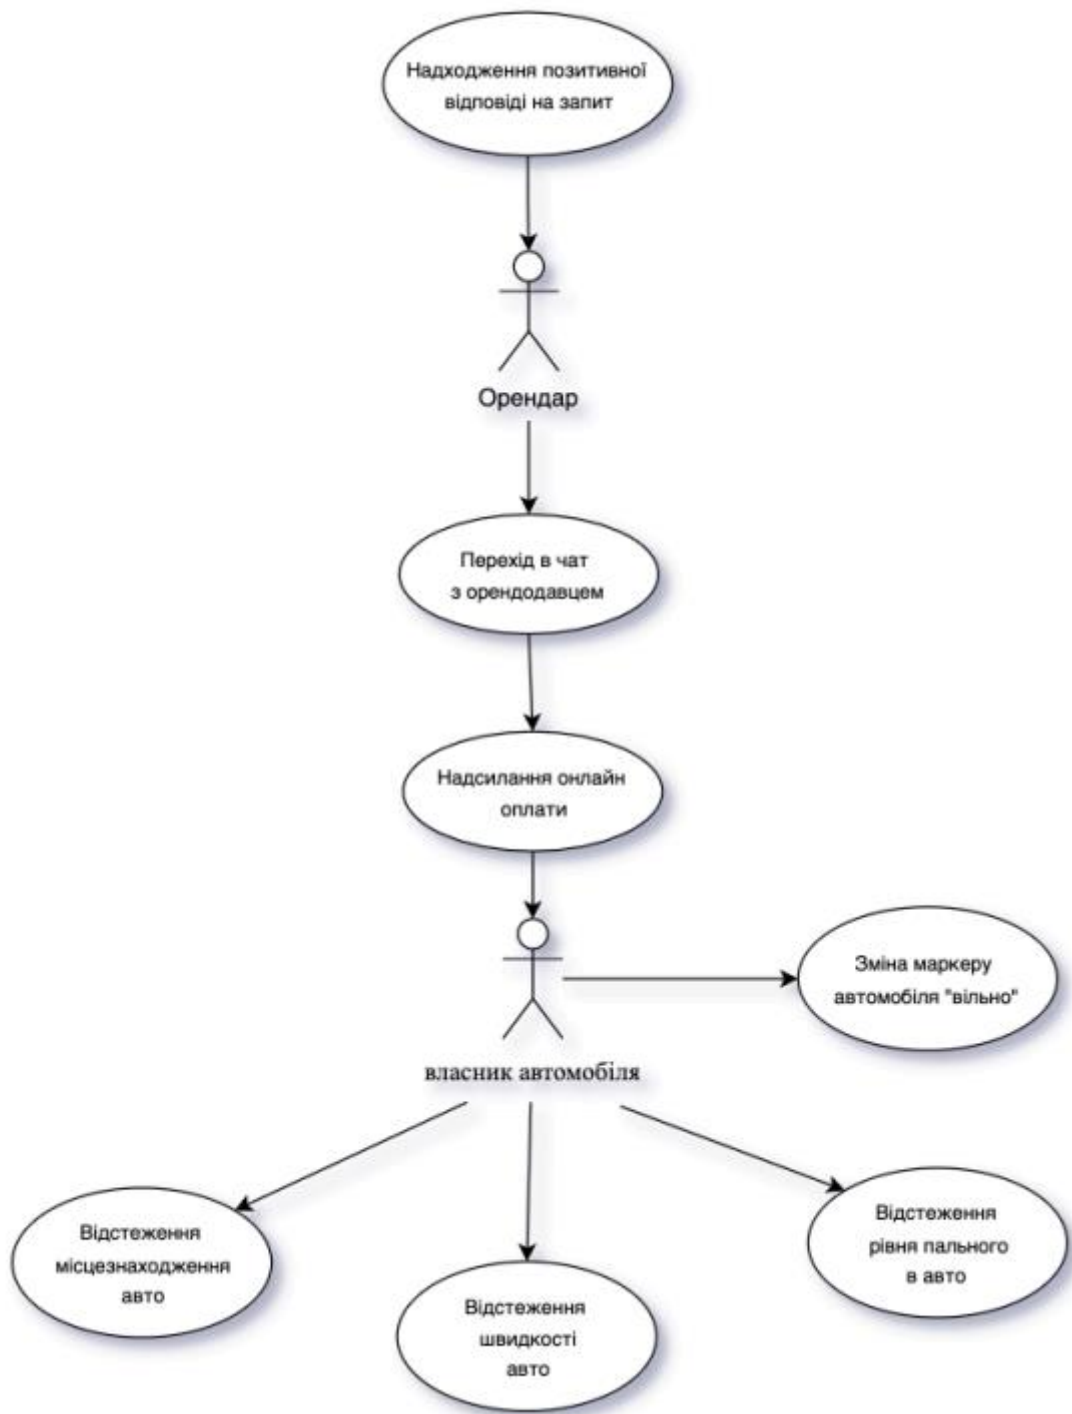 Надходження позитивної
відповіді на запит
Орендар
Перехід в чат
з орендодавцем
Надсилання онлайн
оплати
Зміна маркеру
автомобіля "вільно"
власник автомобіля
Відстеження
місцезнаходження
авто
Відстеження
швидкості
авто
Відстеження
рівня пального
в авто